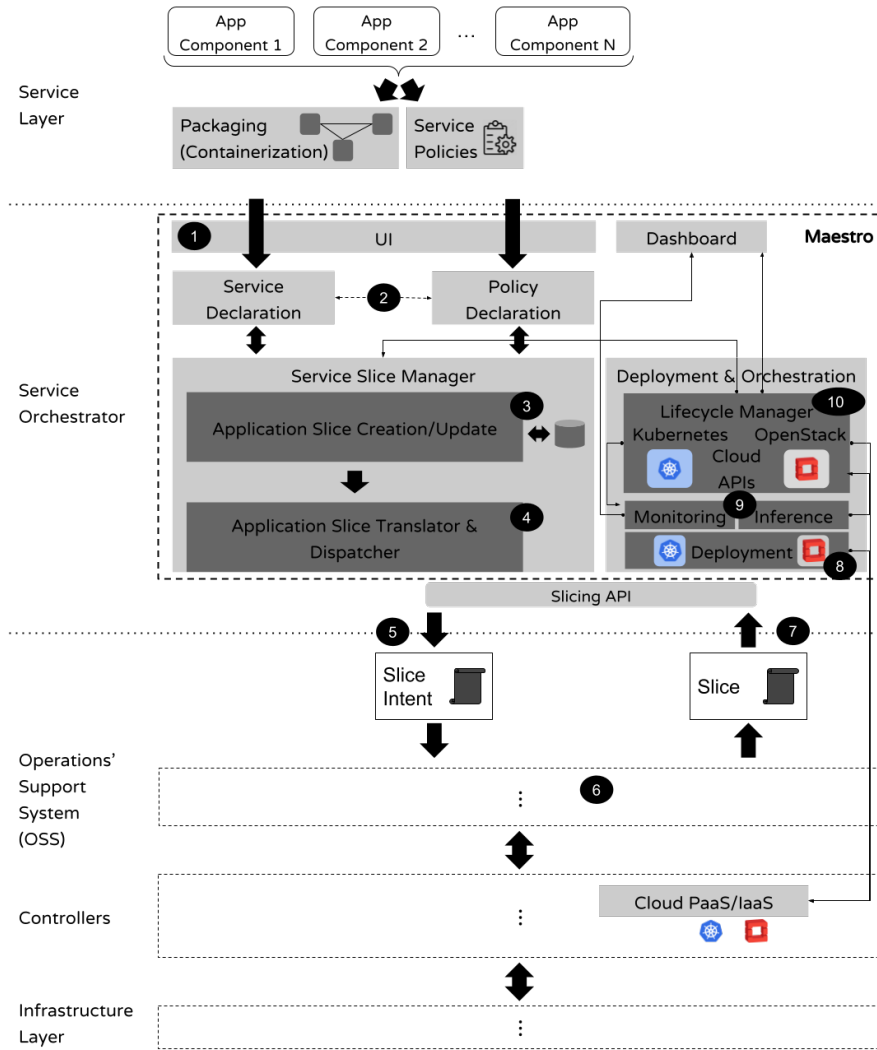 App
Component 1
App
Component 2
...
App
Component N
Service
Layer
Packaging
(Containerization)
Service
Policies
1
UI
Dashboard
Maestro
Service
Declaration
2
Policy
Declaration
Service
Orchestrator
Service Slice Manager
Application Slice Creation/Update
3
Application Slice Translator &
Dispatcher
4
Deployment & Orchestration
10
Lifecycle Manager
Kubernetes
OpenStack
Cloud
APIs
9
Monitoring
Inference
Deployment
8
Slicing API
5
7
Slice
Intent
Slice
Operations'
Support
System
(OSS)
6
Controllers
Cloud PaaS/IaaS
Infrastructure
Layer